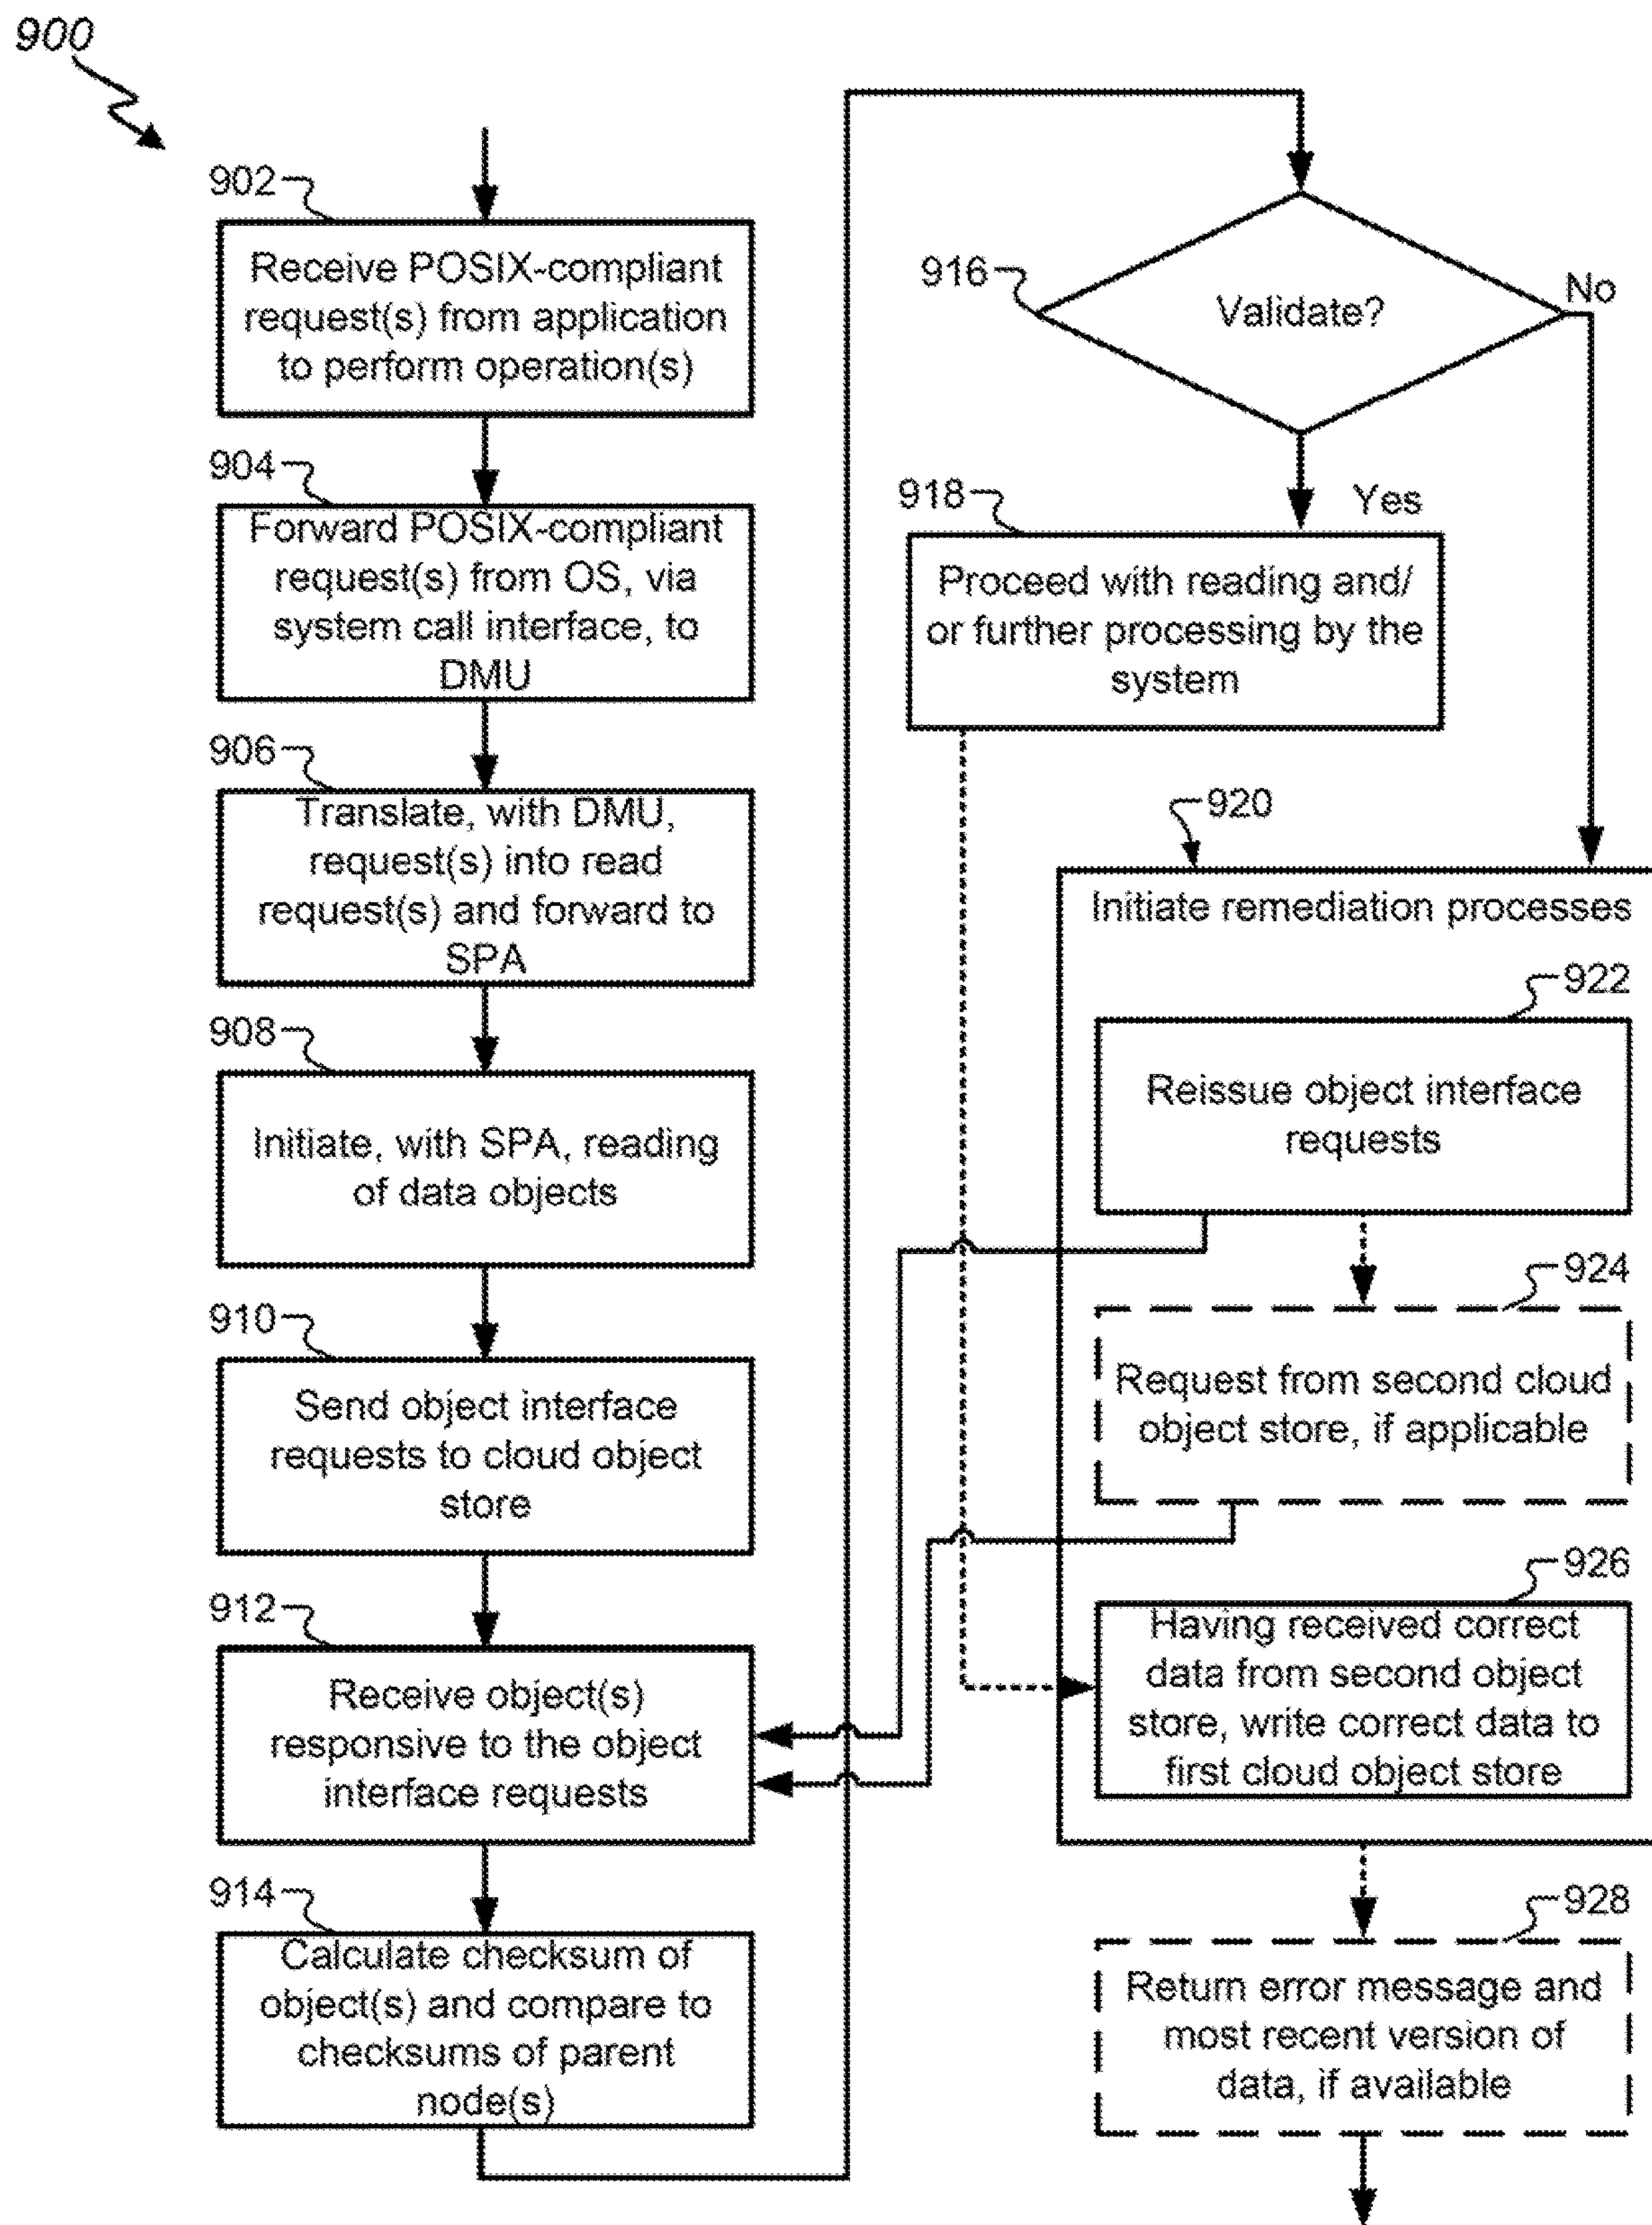 900
902
Receive POSIX-compliant
request(s) from application
to perform operation(s)
904
Forward POSIX-compliant
request(s) from OS, via
system call interface, to
DMU
906
Translate, with DMU,
request(s) into read
request(s) and forward to
SPA
908
Initiate, with SPA, reading
of data objects
910
Send object interface
requests to cloud object
store
912
Receive object(s)
responsive to the object
interface requests
914
Calculate checksum of
object(s) and compare to
checksums of parent
node(s)
916
Validate?
No
Yes
918
Proceed with reading and/
or further processing by the
system
920
Initiate remediation processes
922
Reissue object interface
requests
924
Request from second cloud
object store, if applicable
926
Having received correct
data from second object
store, write correct data to
first cloud object store
928
Return error message and
most recent version of
data, if available